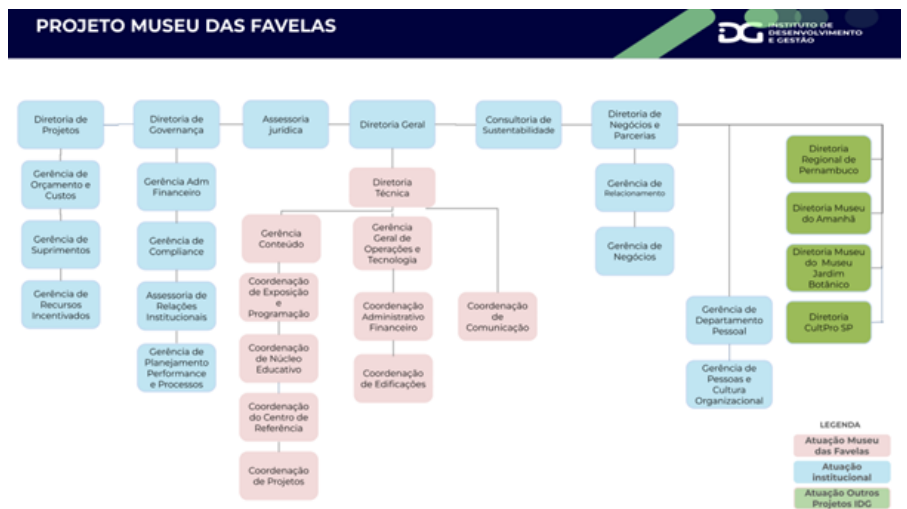 PROJETO MUSEU DAS FAVELAS
INSTITUTO DE
DESENVOLVIMENTO
E GESTÃO
Diretoria de
Projetos
Gerência de
Orçamento e
Custos
Gerência de
Suprimentos
Gerência de
Recursos
Incentivados
Diretoria de
Governança
Gerência Adm
Financeiro
Gerência de
Compliance
Assessoria de
Relações
Institucionais
Gerência de
Planejamento
Performance
e Processos
Assessoria
jurídica
Diretoria Geral
Diretoria
Técnica
Gerência
Conteúdo
Coordenação
de Exposição
e
Programação
Coordenação
de Núcleo
Educativo
Coordenação
do Centro de
Referência
Coordenação
de Projetos
Gerência
Geral de
Operações e
Tecnologia
Coordenação
Administrativo
Financeiro
Coordenação
de Edificações
Coordenação
de
Comunicação
Consultoria de
Sustentabilidade
Diretoria de
Negócios e
Parcerias
Gerência de
Relacionamento
Gerência de
Negócios
Gerência de
Departamento
Pessoal
Gerência de
Pessoas e
Cultura
Organizacional
Diretoria
Regional de
Pernambuco
Diretoria Museu
do Amanhã
Diretoria Museu
do Museu
Jardim
Botânico
Diretoria
CultPro SP
LEGENDA
Atuação Museu
das Favelas
Atuação
institucional
Atuação Outros
Projetos IDG